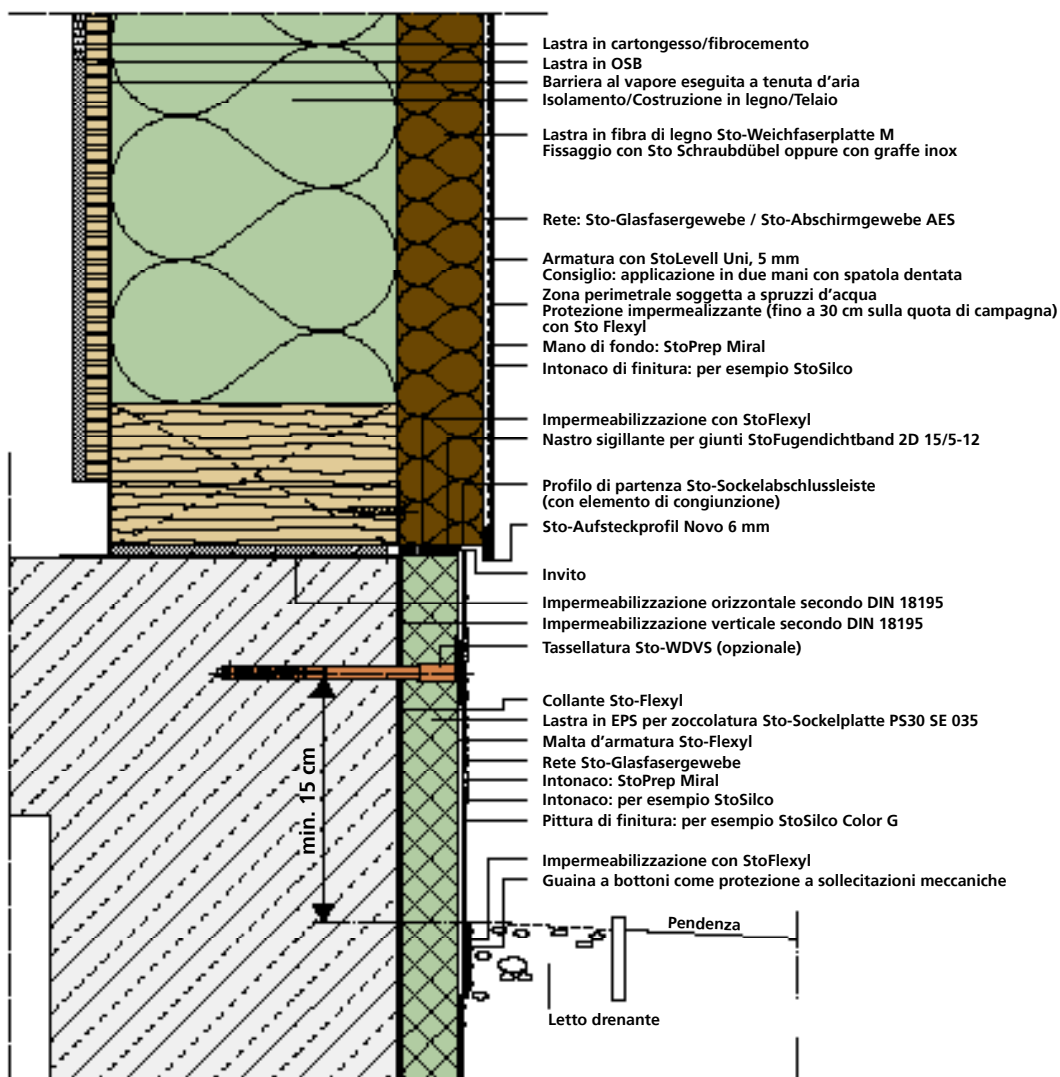 Lastra in cartongesso/fibrocemento
Lastra in OSB
Barriera al vapore eseguita a tenuta d'aria
Isolamento/Costruzione in legno/Telaio
Lastra in fibra di legno Sto-Weichfaserplatte M
Fissaggio con Sto Schraubdübel oppure con graffe inox
Rete: Sto-Glasfasergewebe / Sto-Abschirmgewebe AES
Armatura con StoLevell Uni, 5 mm
Consiglio: applicazione in due mani con spatola dentata
Zona perimetrale soggetta a spruzzi d'acqua
Protezione impermealizzante (fino a 30 cm sulla quota di campagna)
con Sto Flexyl
Mano di fondo: StoPrep Miral
Intonaco di finitura: per esempio StoSilco
Impermeabilizzazione con StoFlexyl
Nastro sigillante per giunti StoFugendichtband 2D 15/5-12
Profilo di partenza Sto-Sockelabschlussleiste
(con elemento di congiunzione)
Sto-Aufsteckprofil Novo 6 mm
Invito
Impermeabilizzazione orizzontale secondo DIN 18195
Impermeabilizzazione verticale secondo DIN 18195
Tassellatura Sto-WDVS (opzionale)
Collante Sto-Flexyl
Lastra in EPS per zoccolatura Sto-Sockelplatte PS30 SE 035
Malta d'armatura Sto-Flexyl
Rete Sto-Glasfasergewebe
Intonaco: StoPrep Miral
Intonaco: per esempio StoSilco
Pittura di finitura: per esempio StoSilco Color G
min. 15 cm
Impermeabilizzazione con StoFlexyl
Guaina a bottoni come protezione a sollecitazioni meccaniche
Pendenza
Letto drenante